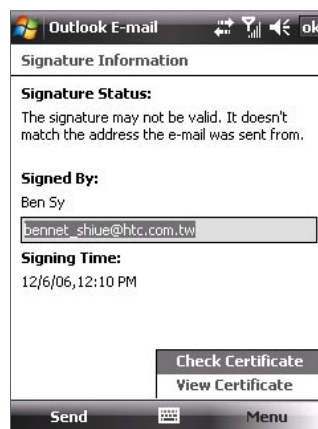 Outlook E-mail
ok
Signature Information
Signature Status:
The signature may not be valid. It doesn't
match the address the e-mail was sent from.
Signed By:
Ben Sy
bennet_shiue@htc.com.tw
Signing Time:
12/6/06,12:10 PM
Check Certificate
View Certificate
Send
Menu